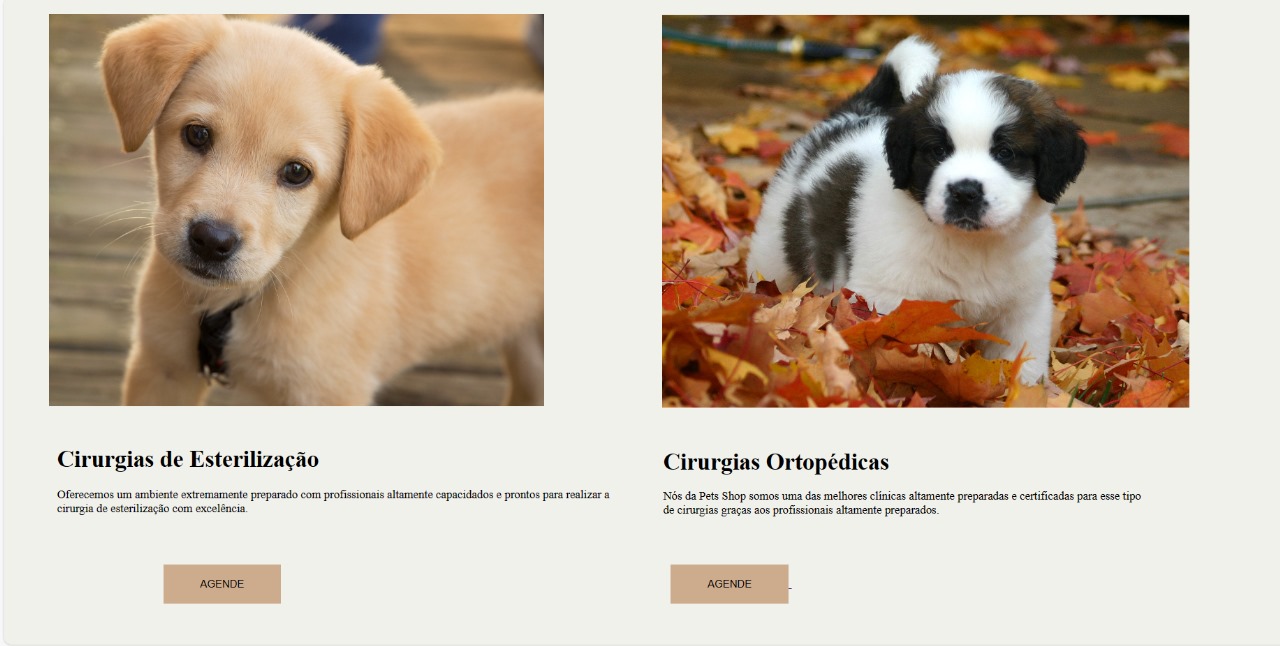 Cirurgias de Esterilização
Oferecemos um ambiente extremamente preparado com profissionais altamente capacidados e prontos para realizar a
cirurgia de esterilização com excelência.
AGENDE
Cirurgias Ortopédicas
Nós da Pets Shop somos uma das melhores clínicas altamente preparadas e certificadas para esse tipo
de cirurgias graças aos profissionais altamente preparados.
AGENDE